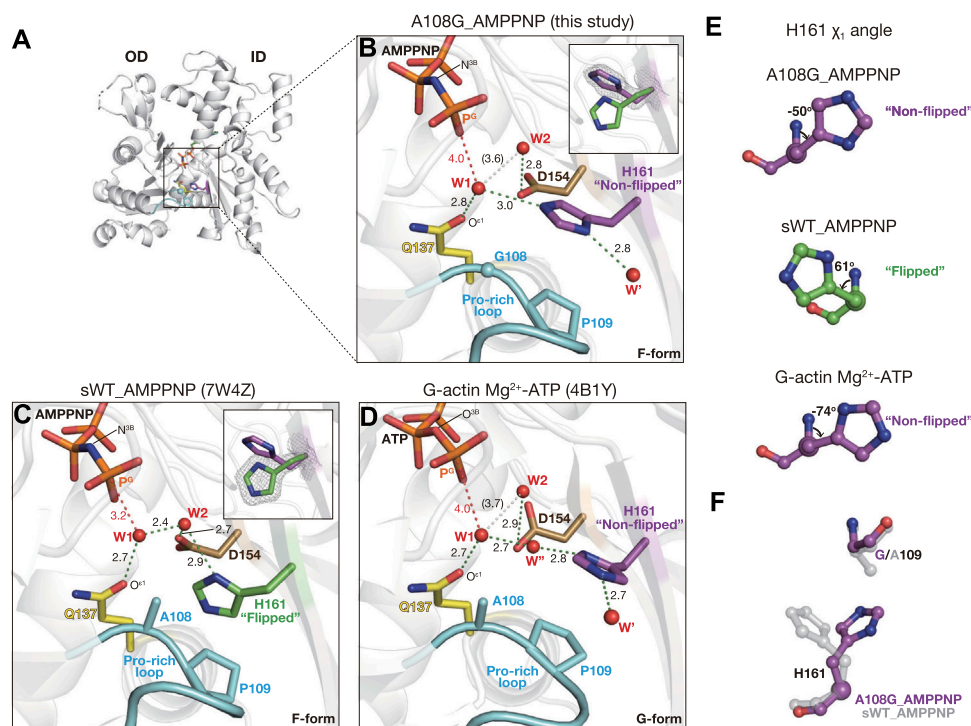 A108G_AMPPNP (this study)
A
OD
ID
B
AMPPNP
N3B
PG
W2
4.0
(3.6)
2.8
D154
H161
"Non-flipped"
W1
2.8
3.0
Oε1
2.8
Q137
G108
W'
Pro-rich
loop
P109
F-form
sWT_AMPPNP (7W4Z)
C
AMPPNP
N3B
PG
3.2
W2
2.4
W1
2.7
D154
2.7
2.9
Oε1
Q137
A108
H161
"Flipped"
Pro-rich
loop
P109
F-form
G-actin Mg2+-ATP (4B1Y)
D
O3B
ATP
PG
W2
4.0
(3.7)
D154
2.9
H161
"Non-flipped"
W1
2.7
2.7
W"
2.8
Oε1
2.7
Q137
A108
W'
Pro-rich
loop
P109
G-form
E
H161 χ1 angle
A108G_AMPPNP
-50°
"Non-flipped"
sWT_AMPPNP
61°
"Flipped"
G-actin Mg2+-ATP
-74°
"Non-flipped"
F
G/A109
H161
A108G_AMPPNP
sWT_AMPPNP